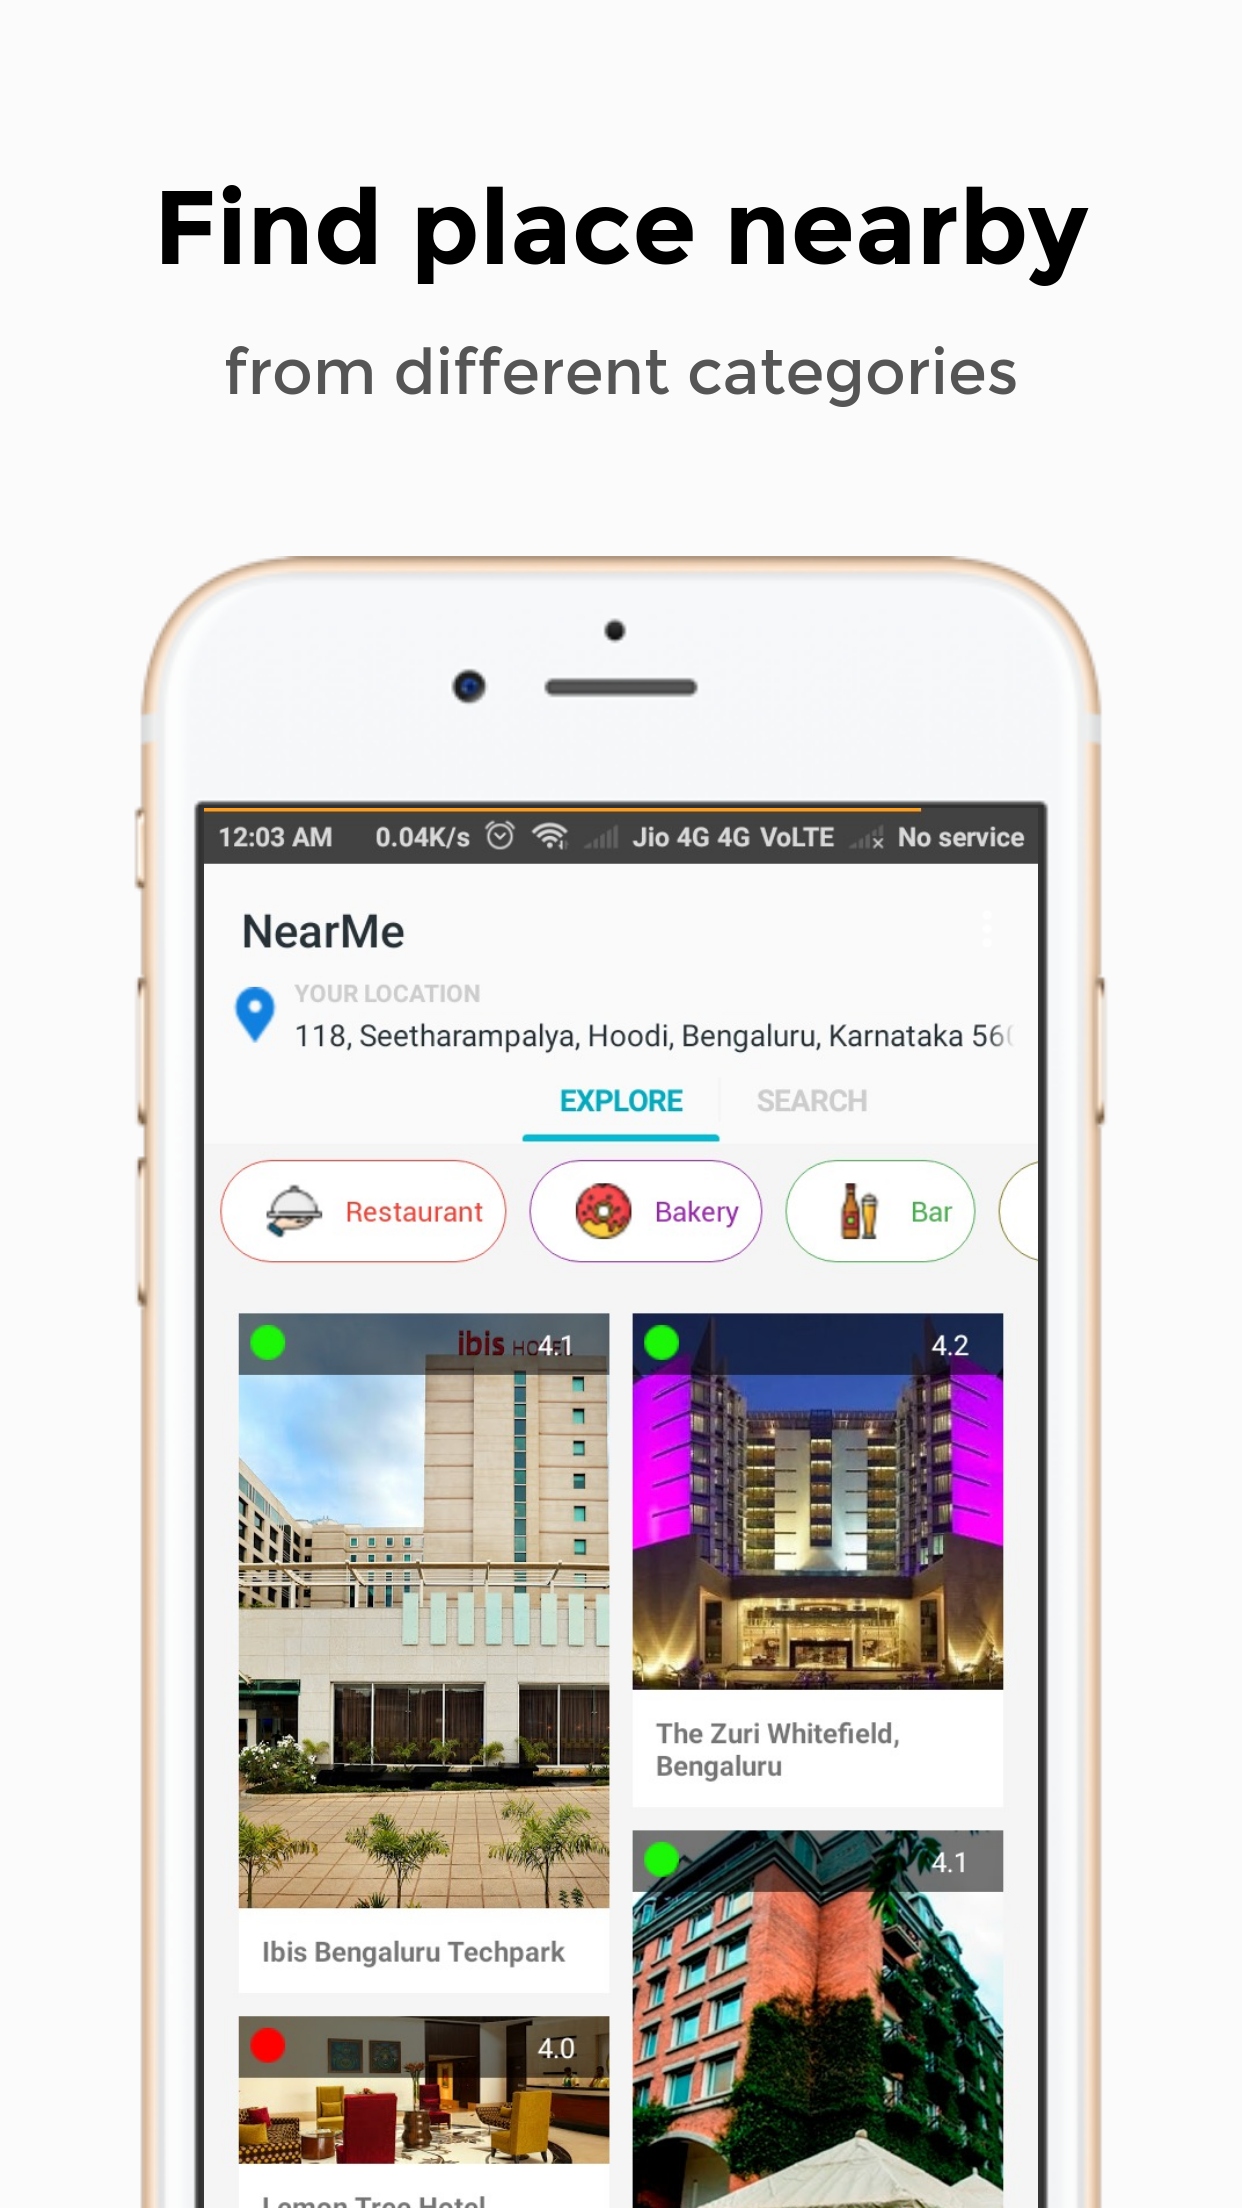 Find place nearby
from different categories
12:03 AM 0.04K/s Jio 4G 4G VoLTE No service
NearMe
YOUR LOCATION
118, Seetharampalya, Hoodi, Bengaluru, Karnataka 560
EXPLORE SEARCH
Restaurant Bakery Bar
ibis HOTEL 4.1
4.2
The Zuri Whitefield,
Bengaluru
4.1
Ibis Bengaluru Techpark
4.0
Lemon Tree Hotel